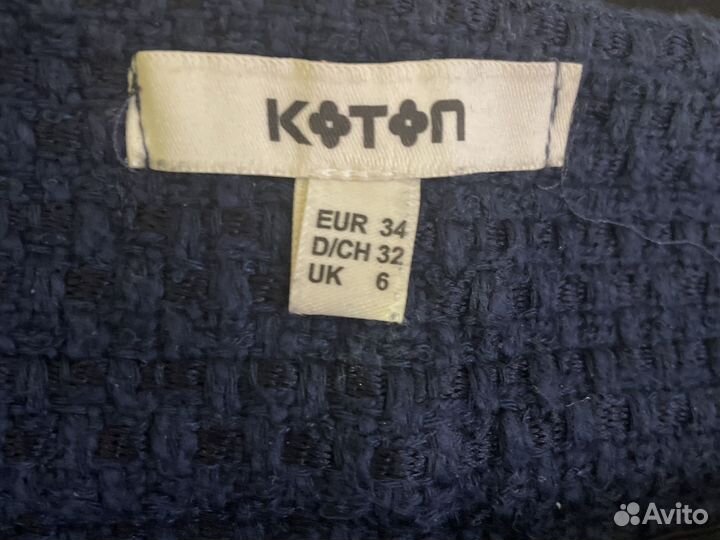 KOTON
EUR 34
D/CH 32
UK 6
Avito